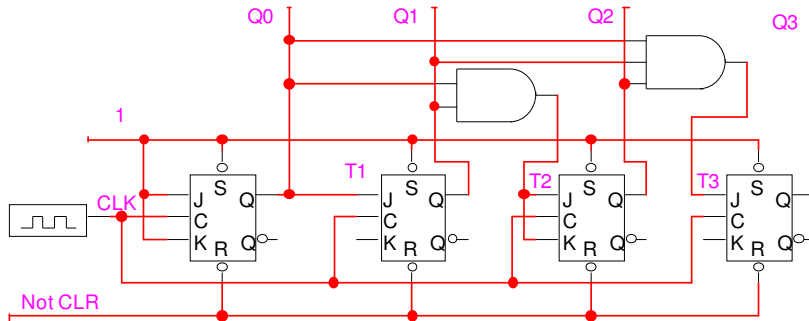 Q0 Q1 Q2 Q3
1
T1 T2 T3
S S S S
J Q J Q J Q J Q
CLK
C C C C
K R Q K R Q K R Q K R Q
Not CLR